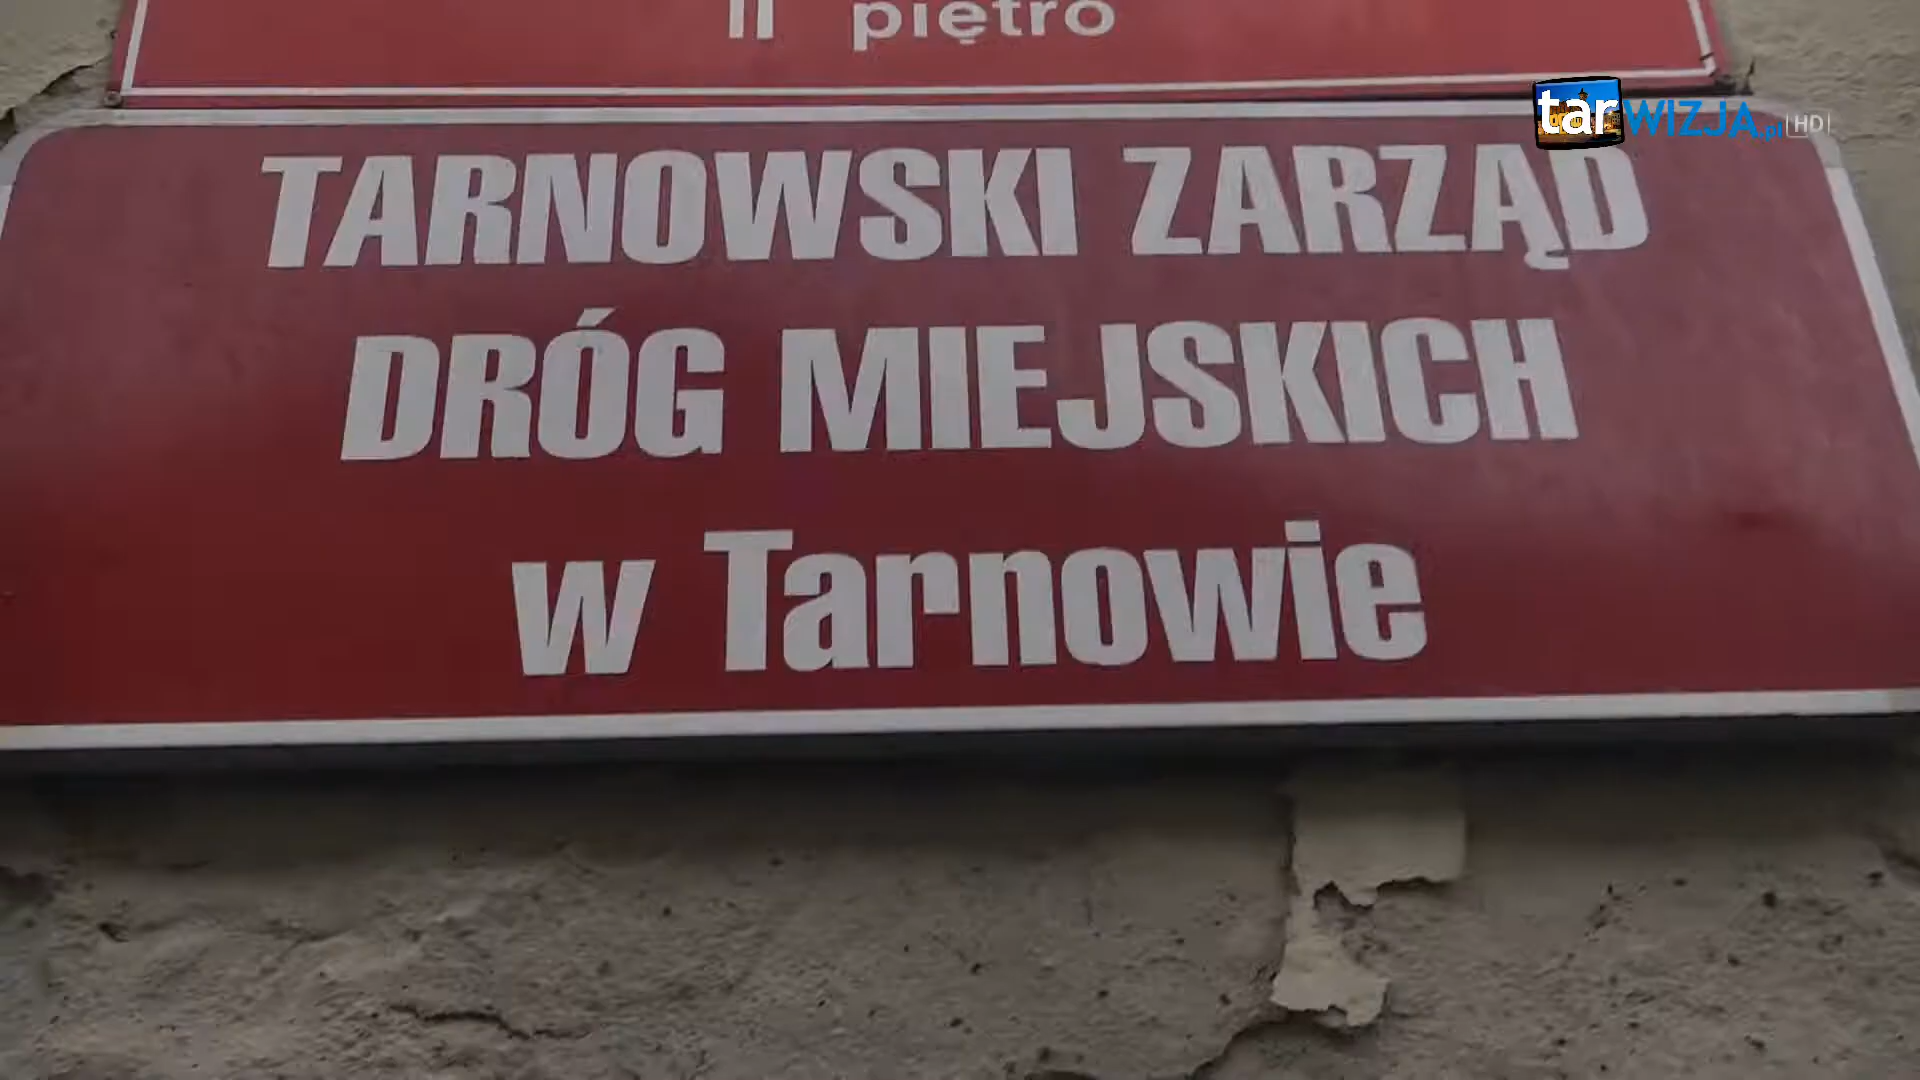 II piętro
tarWIZJA.pl HD
TARNOWSKI ZARZĄD
DRÓG MIEJSKICH
w Tarnowie